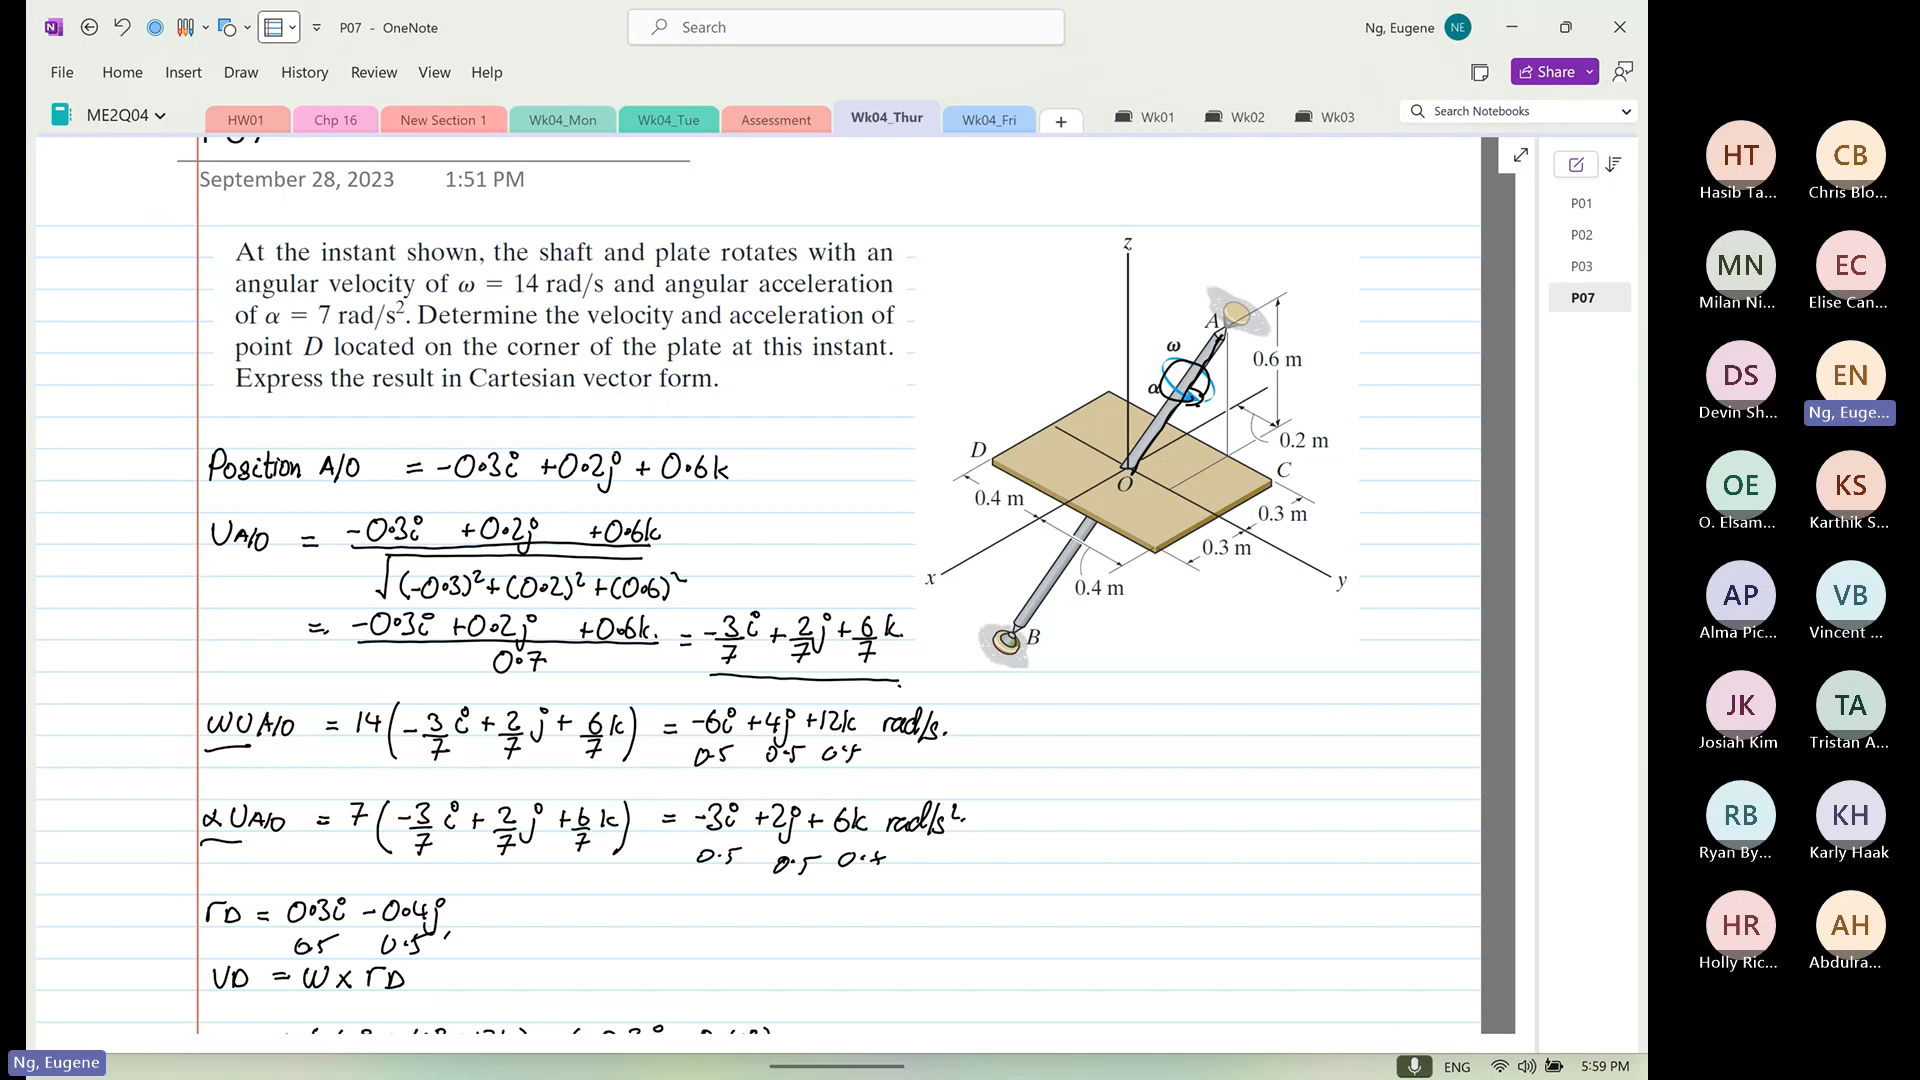 P07 - OneNote
Search
Ng, Eugene
NE
File Home Insert Draw History Review View Help
Share
ME2Q04
HW01 Chp 16 New Section 1 Wk04_Mon Wk04_Tue Assessment Wk04_Thur Wk04_Fri + Wk01 Wk02 Wk03
Search Notebooks
P07
September 28, 2023 1:51 PM
At the instant shown, the shaft and plate rotates with an
angular velocity of ω = 14 rad/s and angular acceleration
of α = 7 rad/s². Determine the velocity and acceleration of
point D located on the corner of the plate at this instant.
Express the result in Cartesian vector form.
Position A/O = -0.3i + 0.2j + 0.6k
UA/O = -0.3i + 0.2j + 0.6k
√(-0.3)² + (0.2)² + (0.6)²
= -0.3i + 0.2j + 0.6k. = -3/7 i + 2/7 j + 6/7 k.
0.7
ωUA/O = 14(-3/7 i + 2/7 j + 6/7 k) = -6i + 4j + 12k rad/s.
0.5 0.5
αUA/O = 7(-3/7 i + 2/7 j + 6/7 k) = -3i + 2j + 6k rad/s².
0.5 0.5
rD = 0.3i - 0.4j,
0.5 0.5
VD = ω x rD
z
A
ω
α
0.6 m
0.2 m
D
C
O
0.4 m
0.3 m
0.3 m
x
0.4 m
y
B
P01
P02
P03
P07
HT
Hasib Ta...
CB
Chris Blo...
MN
Milan Ni...
EC
Elise Can...
DS
Devin Sh...
EN
Ng, Euge...
OE
O. Elsam...
KS
Karthik S...
AP
Alma Pic...
VB
Vincent ...
JK
Josiah Kim
TA
Tristan A...
RB
Ryan By...
KH
Karly Haak
HR
Holly Ric...
AH
Abdulra...
Ng, Eugene
ENG
5:59 PM